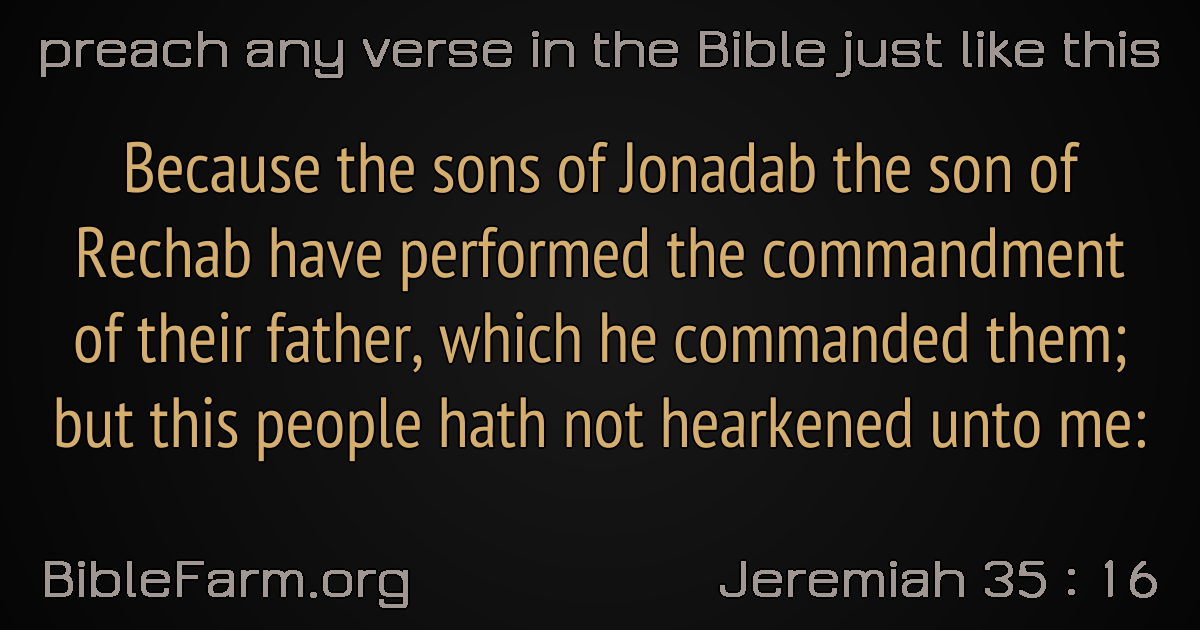 preach any verse in the Bible just like this
Because the sons of Jonadab the son of
Rechab have performed the commandment
of their father, which he commanded them;
but this people hath not hearkened unto me:
BibleFarm.org
Jeremiah 35 : 16